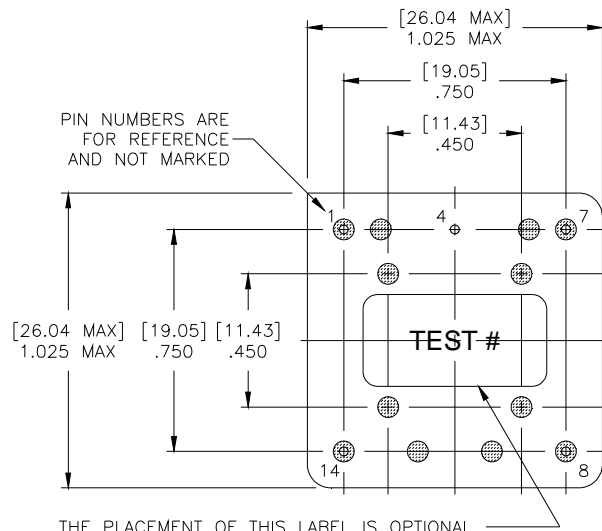 [26.04 MAX]
1.025 MAX
[19.05]
.750
[11.43]
.450
PIN NUMBERS ARE
FOR REFERENCE
AND NOT MARKED
1
4
7
[26.04 MAX] [19.05] [11.43]
1.025 MAX .750 .450
TEST #
14
8
THE PLACEMENT OF THIS LABEL IS OPTIONAL